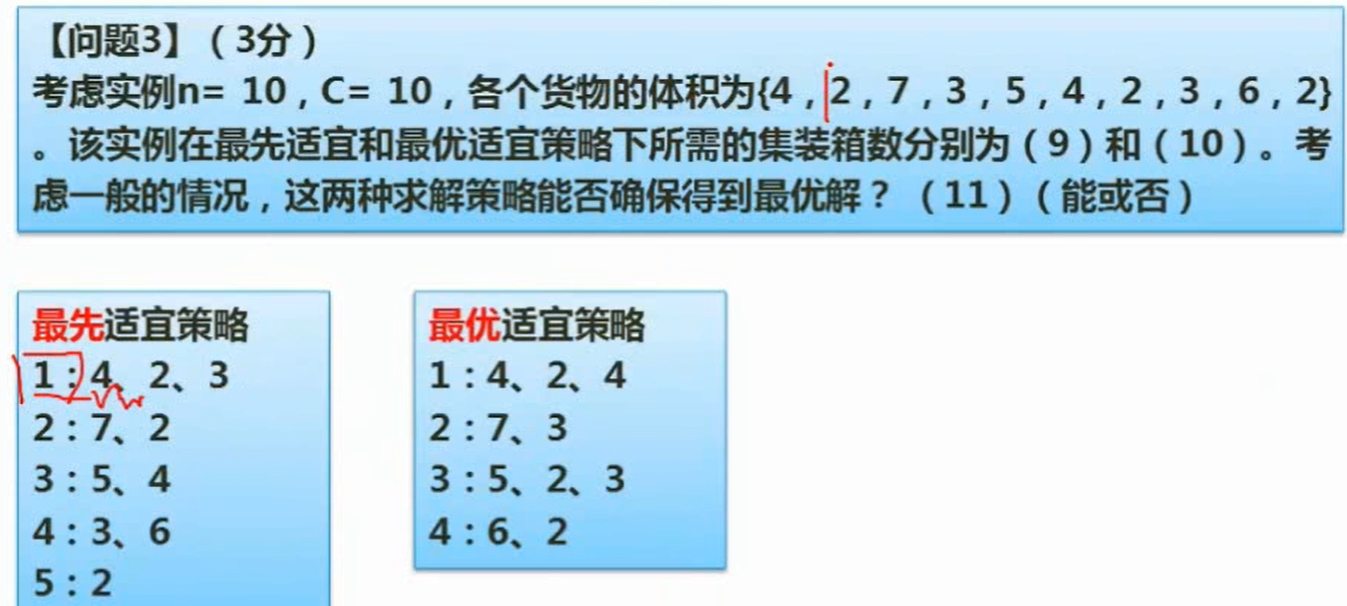 【问题3】（3分）
考虑实例n= 10，C= 10，各个货物的体积为{4，2，7，3，5，4，2，3，6，2}
。该实例在最先适宜和最优适宜策略下所需的集装箱数分别为（9）和（10）。考
虑一般的情况，这两种求解策略能否确保得到最优解？（11）（能或否）
最先适宜策略
1：4、2、3
2：7、2
3：5、4
4：3、6
5：2
最优适宜策略
1：4、2、4
2：7、3
3：5、2、3
4：6、2